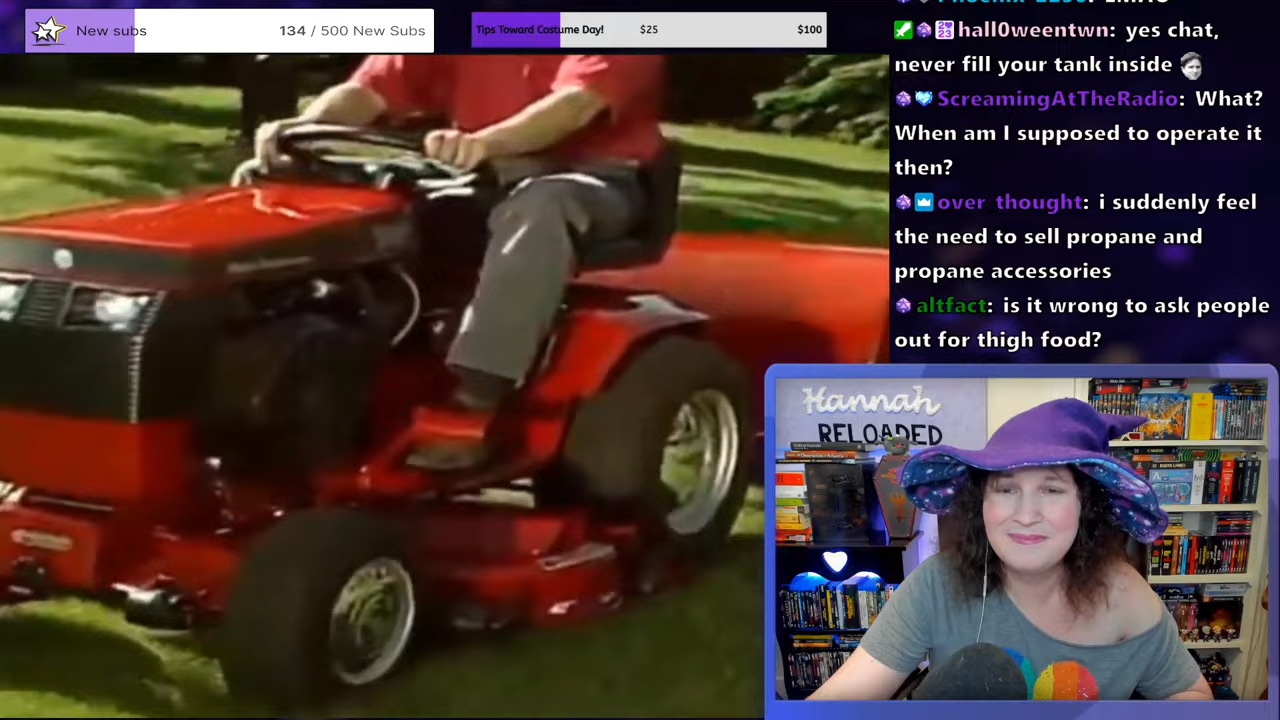 New subs
134 / 500 New Subs
Tips Toward Costume Day!
$25
$100
hall0weentwn: yes chat,
never fill your tank inside
ScreamingAtTheRadio: What?
When am I supposed to operate it
then?
over_thought: i suddenly feel
the need to sell propane and
propane accessories
altfact: is it wrong to ask people
out for thigh food?
Hannah
RELOADED